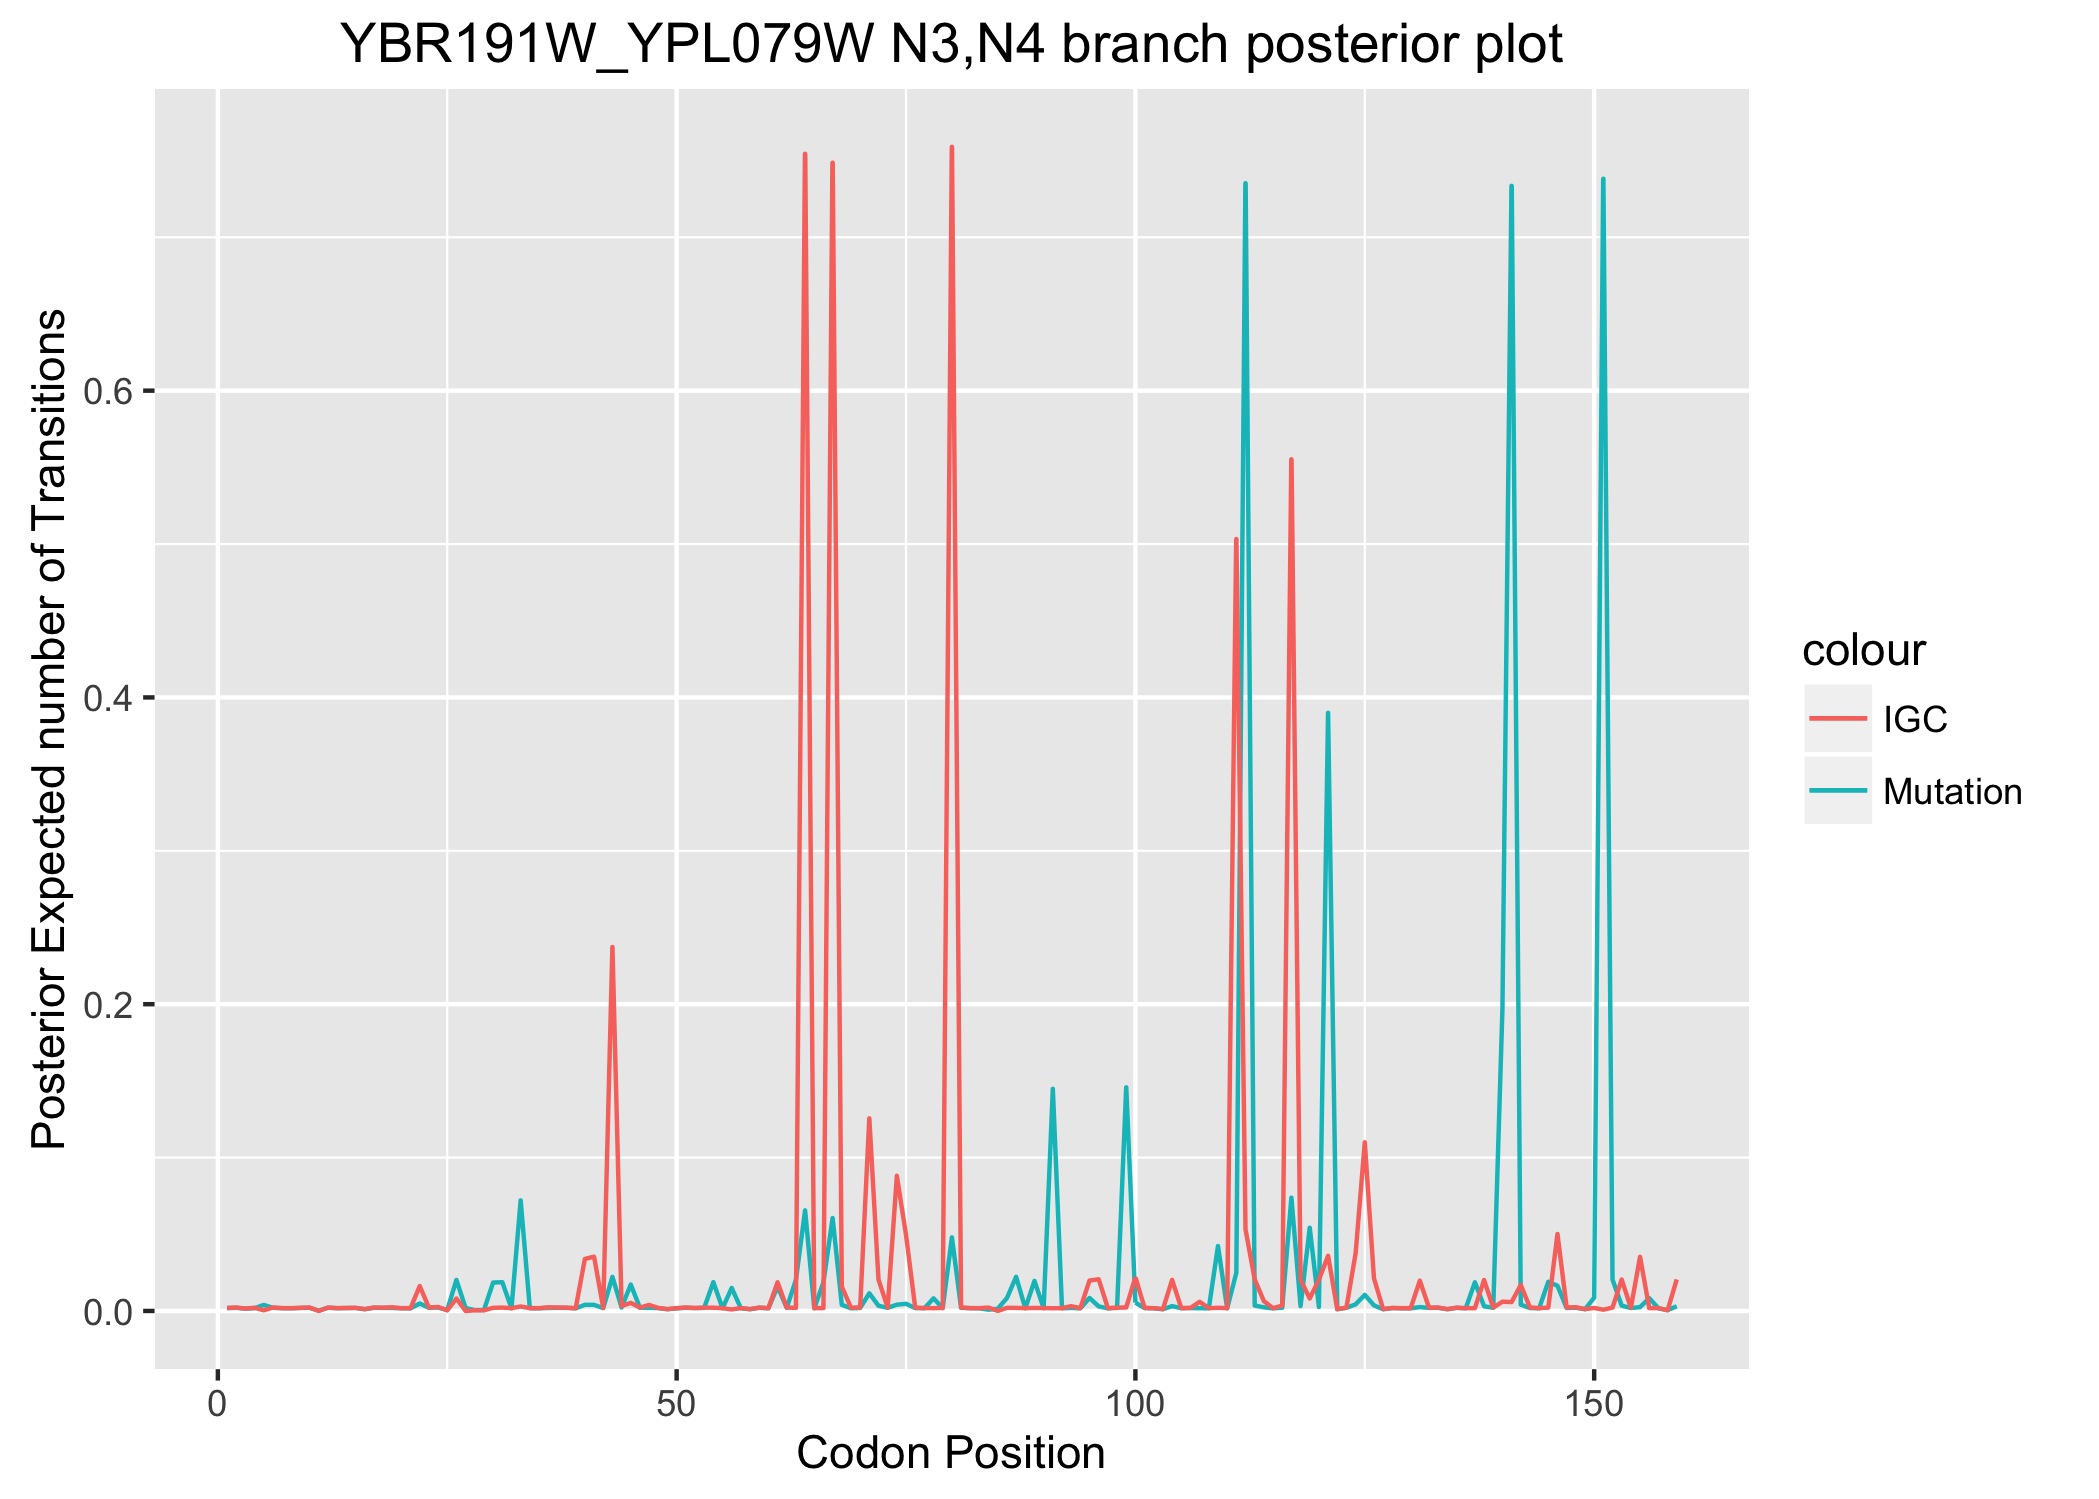 YBR191W_YPL079W N3,N4 branch posterior plot
Posterior Expected number of Transitions
0.6
0.4
0.2
0.0
0 50 100 150
Codon Position
colour
IGC
Mutation